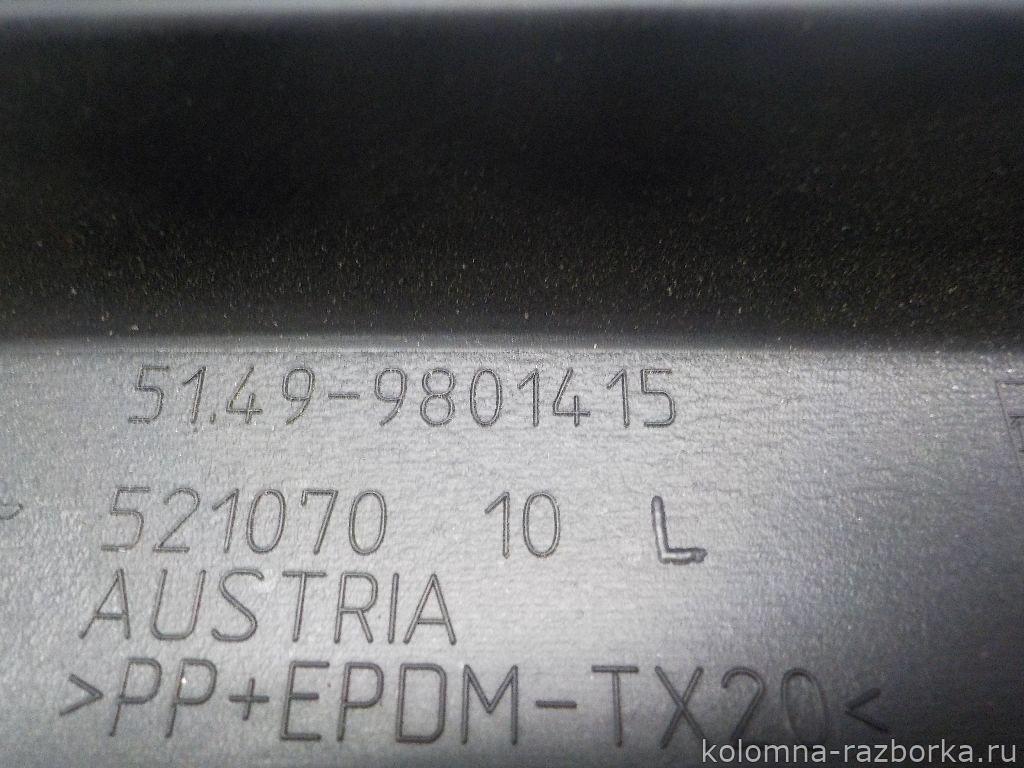 51.49-9801415
521070 10 L
AUSTRIA
>PP+EPDM-TX20<
kolomna-razborka.ru